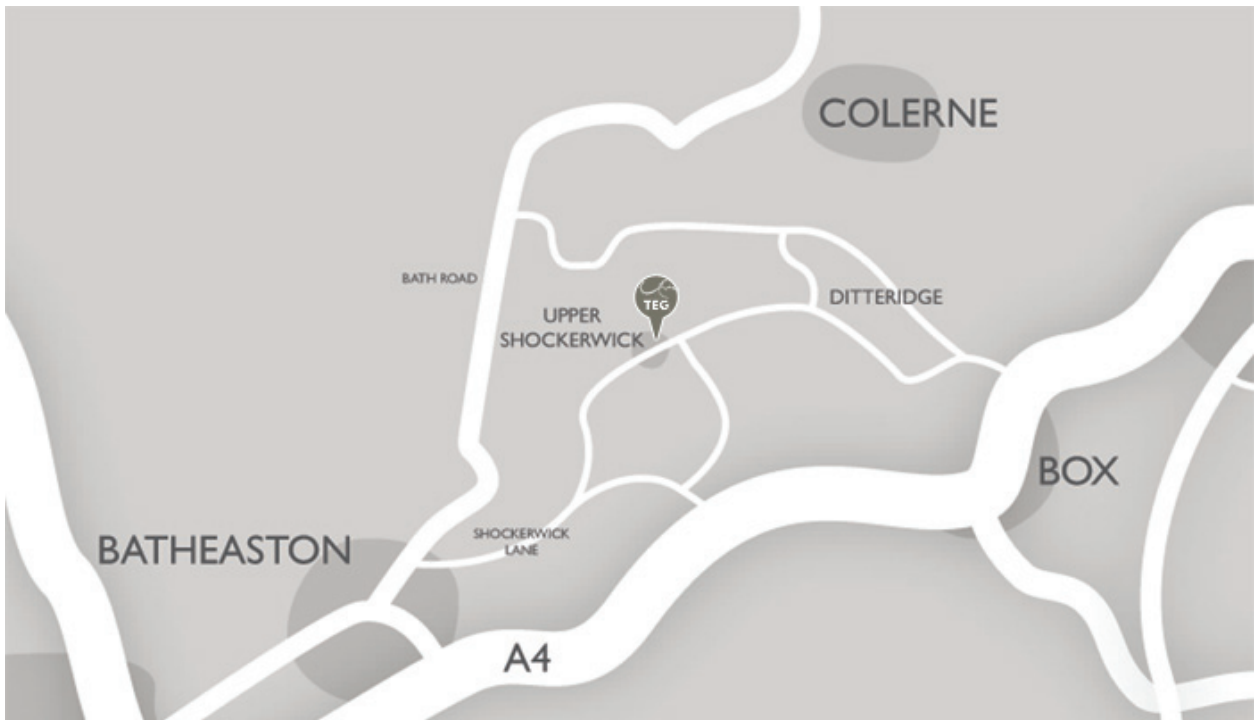 COLERNE
BATH ROAD
TEG
DITTERIDGE
UPPER
SHOCKERWICK
BOX
SHOCKERWICK
LANE
BATHEASTON
A4